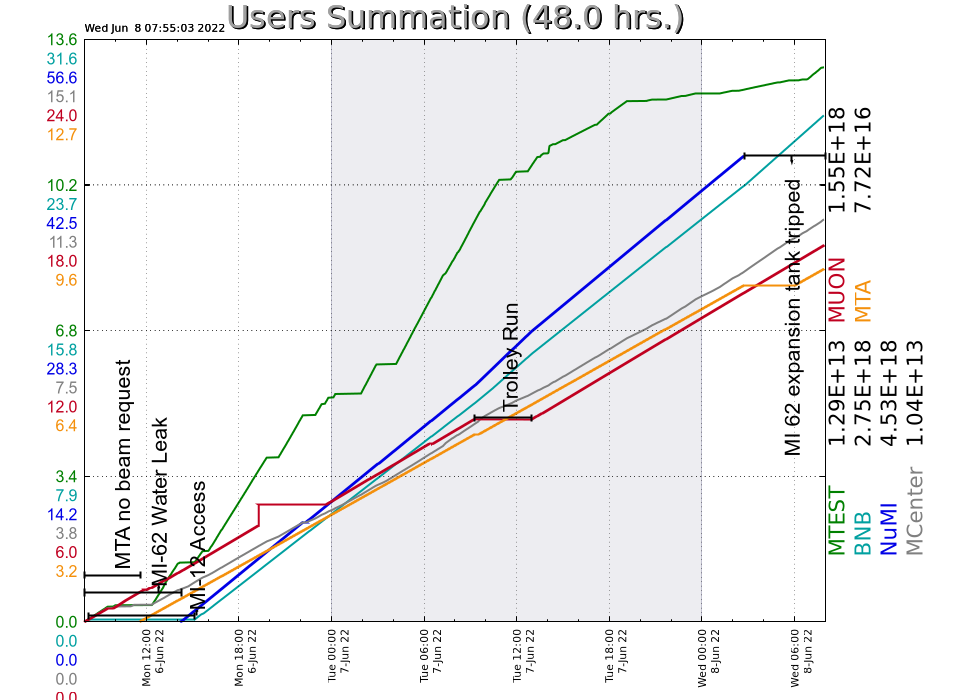 Users Summation (48.0 hrs.)
Wed Jun 8 07:55:03 2022
13.6
31.6
56.6
15.1
24.0
12.7
10.2
23.7
42.5
11.3
18.0
9.6
6.8
15.8
28.3
7.5
12.0
6.4
3.4
7.9
14.2
3.8
6.0
3.2
0.0
0.0
0.0
0.0
0.0
MTA no beam request
MI-62 Water Leak
MI-12 Access
Trolley Run
MI 62 expansion tank tripped
Mon 12:00
6-Jun 22
Mon 18:00
6-Jun 22
Tue 00:00
7-Jun 22
Tue 06:00
7-Jun 22
Tue 12:00
7-Jun 22
Tue 18:00
7-Jun 22
Wed 00:00
8-Jun 22
Wed 06:00
8-Jun 22
MTEST 1.29E+13 MUON 1.55E+18
BNB 2.75E+18 MTA 7.72E+16
NuMI 4.53E+18
MCenter 1.04E+13